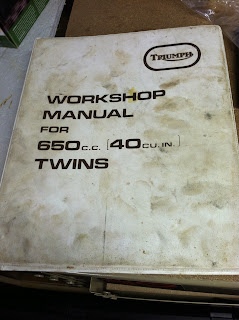 TRIUMPH
WORKSHOP
MANUAL
FOR
650 C.C. [40 CU.IN.]
TWINS